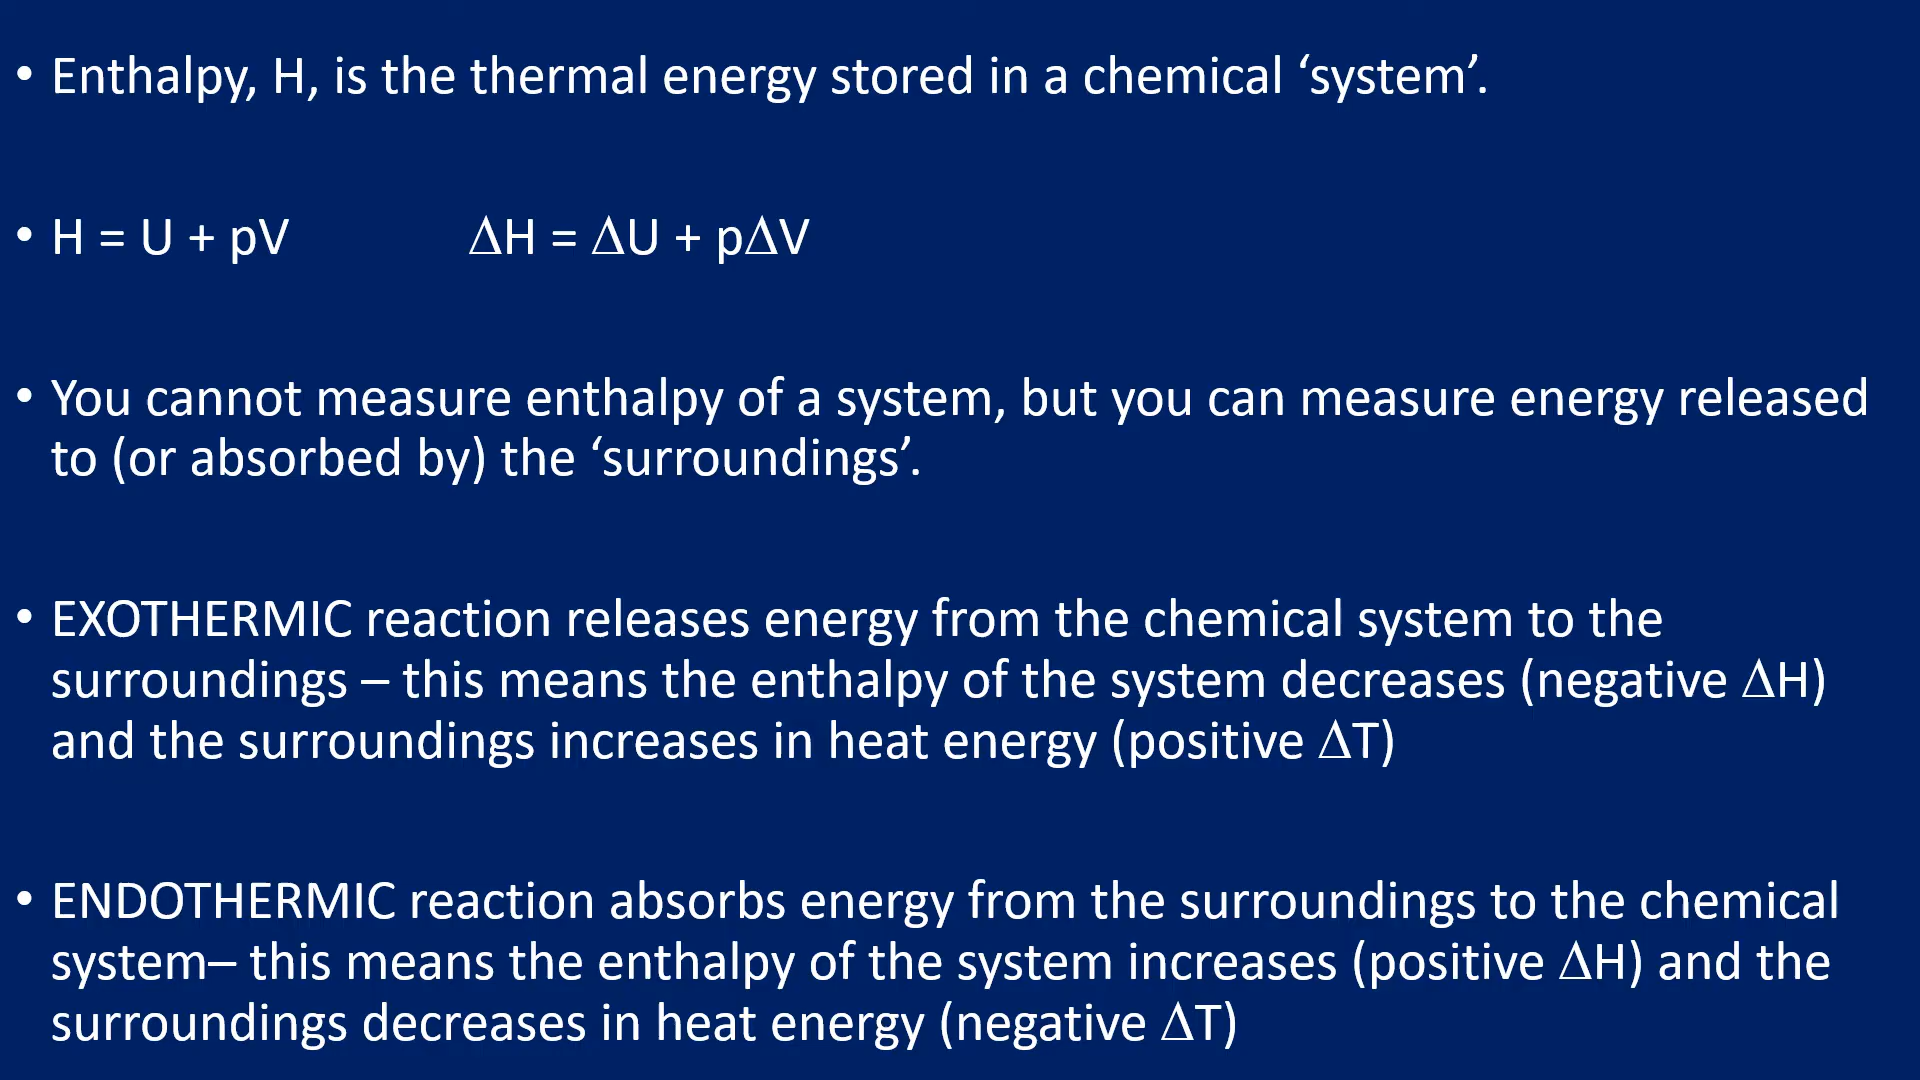 • Enthalpy, H, is the thermal energy stored in a chemical ‘system’.
• H = U + pV ΔH = ΔU + pΔV
• You cannot measure enthalpy of a system, but you can measure energy released
to (or absorbed by) the ‘surroundings’.
• EXOTHERMIC reaction releases energy from the chemical system to the
surroundings – this means the enthalpy of the system decreases (negative ΔH)
and the surroundings increases in heat energy (positive ΔT)
• ENDOTHERMIC reaction absorbs energy from the surroundings to the chemical
system– this means the enthalpy of the system increases (positive ΔH) and the
surroundings decreases in heat energy (negative ΔT)